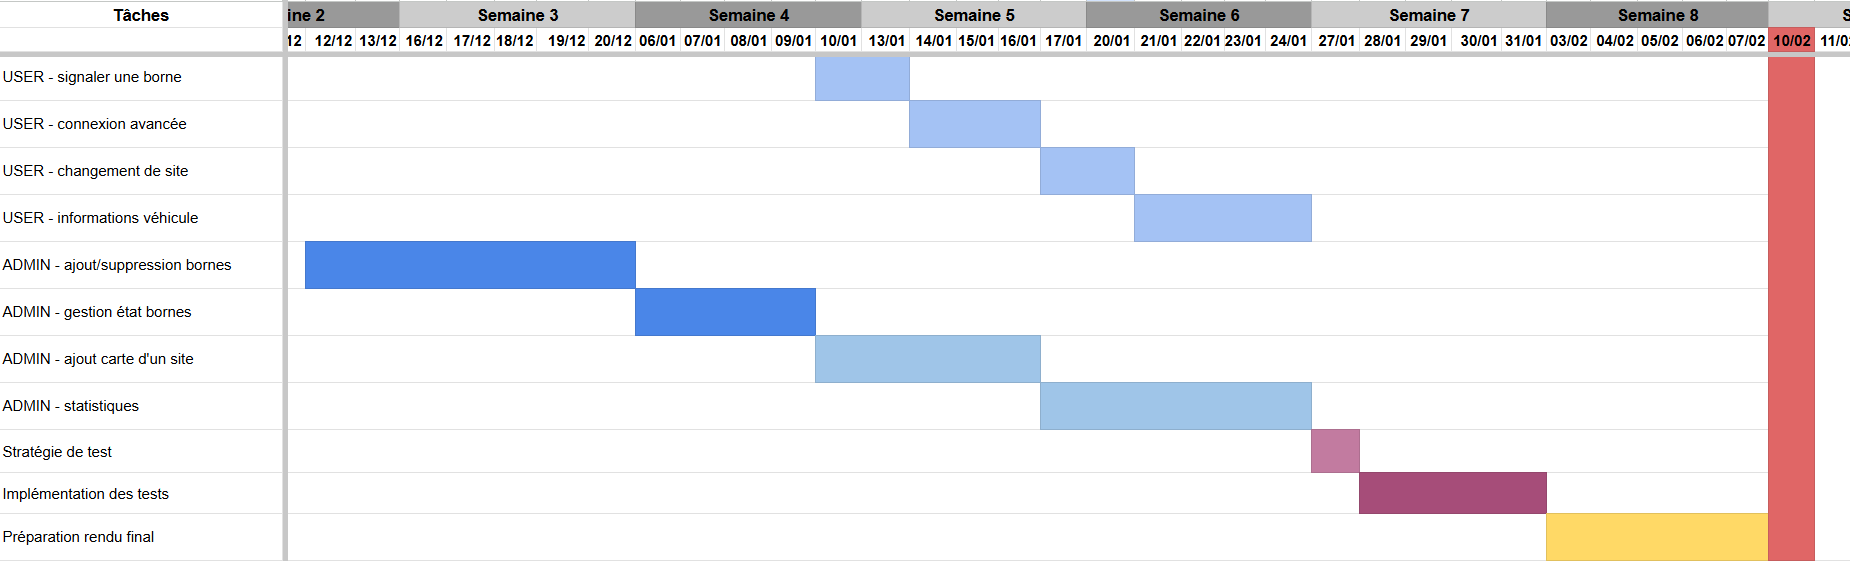 Tâches ine 2 Semaine 3 Semaine 4 Semaine 5 Semaine 6 Semaine 7 Semaine 8 S
12 12/12 13/12 16/12 17/12 18/12 19/12 20/12 06/01 07/01 08/01 09/01 10/01 13/01 14/01 15/01 16/01 17/01 20/01 21/01 22/01 23/01 24/01 27/01 28/01 29/01 30/01 31/01 03/02 04/02 05/02 06/02 07/02 10/02 11/0
USER - signaler une borne
USER - connexion avancée
USER - changement de site
USER - informations véhicule
ADMIN - ajout/suppression bornes
ADMIN - gestion état bornes
ADMIN - ajout carte d'un site
ADMIN - statistiques
Stratégie de test
Implémentation des tests
Préparation rendu final